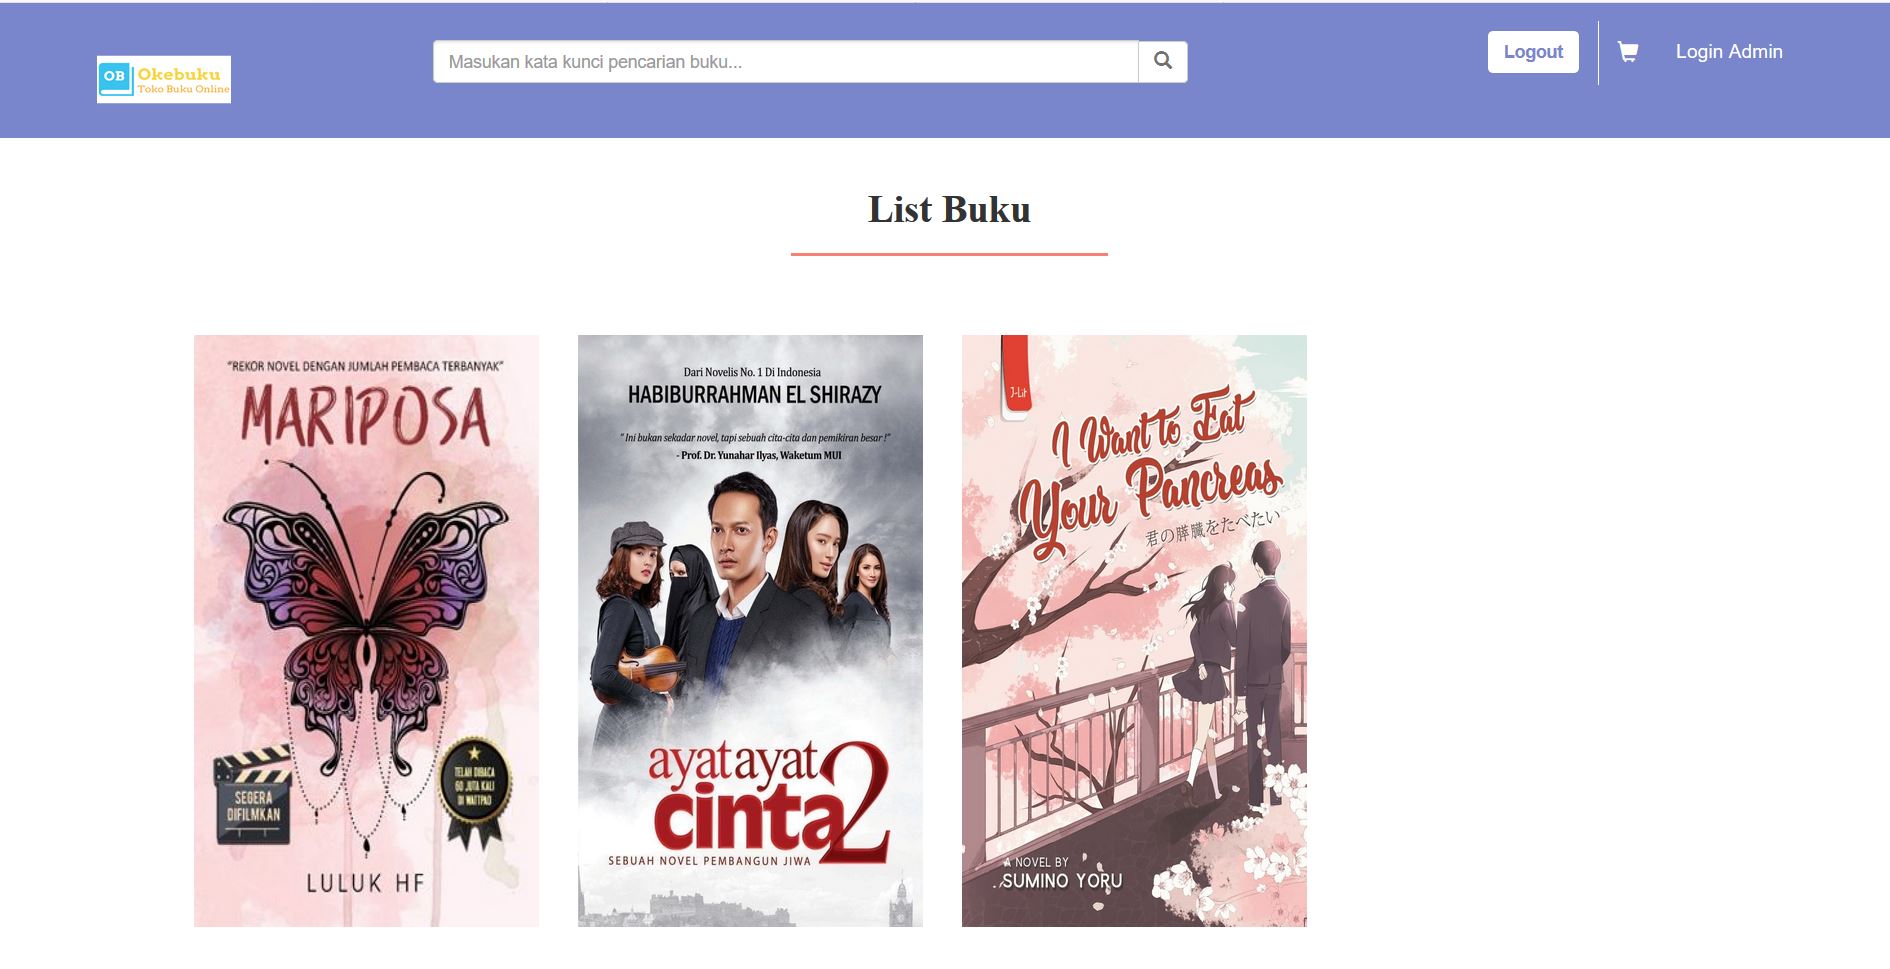 OB
Okebuku
Toko Buku Online
Masukan kata kunci pencarian buku...
Logout
Login Admin
List Buku
"REKOR NOVEL DENGAN JUMLAH PEMBACA TERBANYAK"
MARIPOSA
SEGERA
DIFILMKAN
TELAH DIBACA
60 JUTA KALI
DI WATTPAD
LULUK HF
Dari Novelis No. 1 Di Indonesia
HABIBURRAHMAN EL SHIRAZY
"Ini bukan sekadar novel, tapi sebuah cita-cita dan pemikiran besar!"
- Prof. Dr. Yunahar Ilyas, Waketum MUI
ayat ayat
cinta 2
SEBUAH NOVEL PEMBANGUN JIWA
J-Lit
I Want to Eat
Your Pancreas
君の膵臓をたべたい
A NOVEL BY
SUMINO YORU